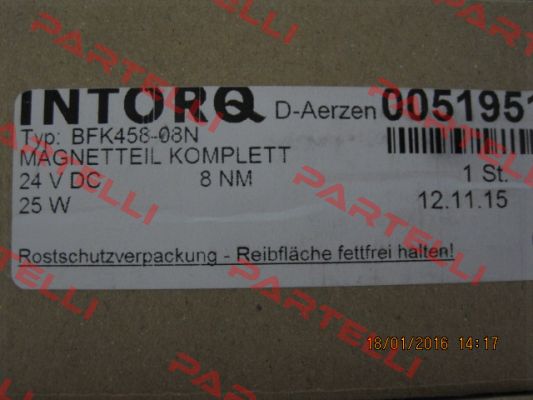 INTORQ D-Aerzen 0051951
Typ: BFK458-08N
MAGNETTEIL KOMPLETT
24 V DC 8 NM 1 St.
25 W 12.11.15
Rostschutzverpackung - Reibfläche fettfrei halten!
18/01/2016 14:17
PARTELLI
PARTELLI
PARTELLI
PARTELLI